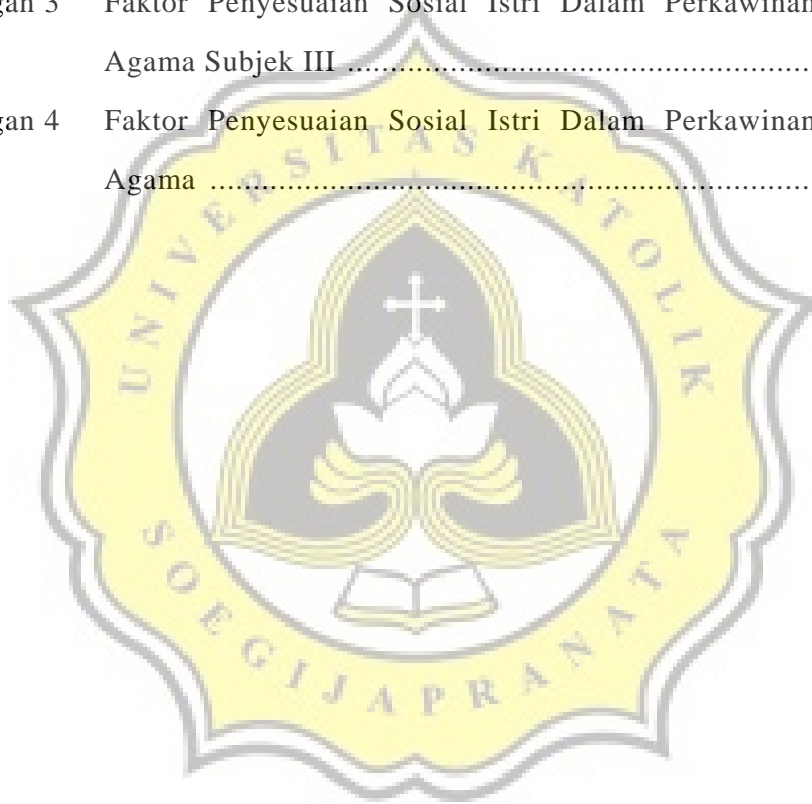 gan 3 Faktor Penyesuaian Sosial Istri Dalam Perkawinan
Agama Subjek III ........................................................
gan 4 Faktor Penyesuaian Sosial Istri Dalam Perkawinan
Agama ........................................................................
UNIVERSITAS KATOLIK
SOEGIJAPRANATA